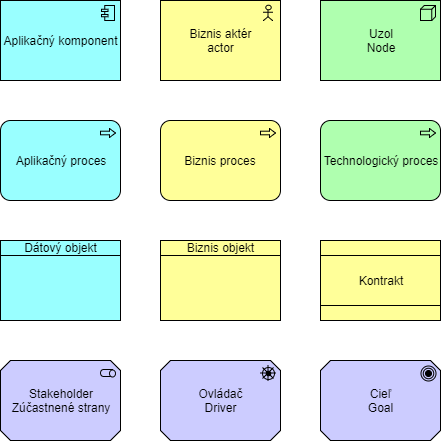 Aplikačný komponent
Biznis aktér
actor
Uzol
Node
Aplikačný proces
Biznis proces
Technologický proces
Dátový objekt
Biznis objekt
Kontrakt
Stakeholder
Zúčastnené strany
Ovládač
Driver
Cieľ
Goal